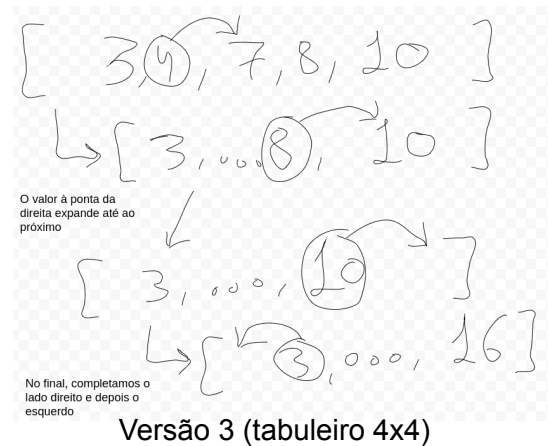 [ 3, 4, 7, 8, 10 ]
[ 3, ... 8, 10 ]
O valor à ponta da
direita expande até ao
próximo
[ 3, ..., 10 ]
[ 3, ..., 16 ]
No final, completamos o
lado direito e depois o
esquerdo
Versão 3 (tabuleiro 4x4)